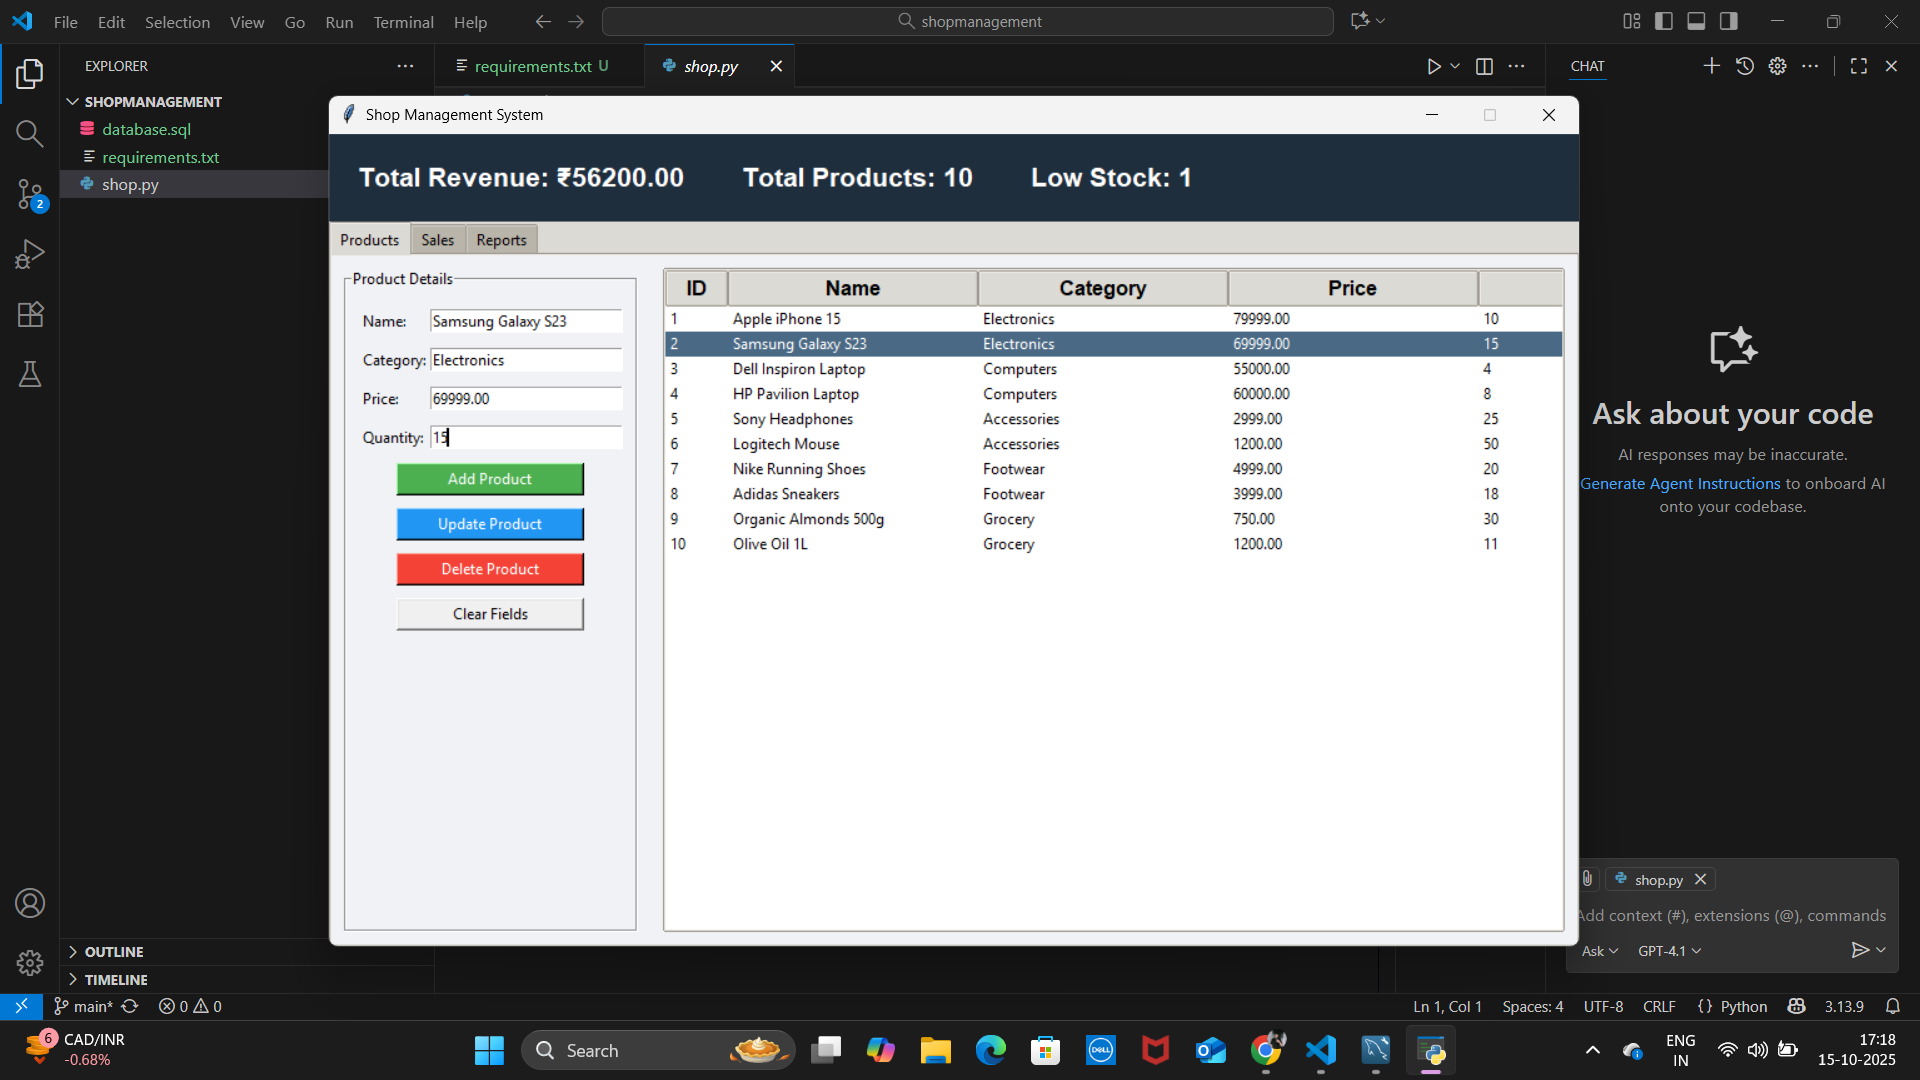 File Edit Selection View Go Run Terminal Help
shopmanagement
EXPLORER
requirements.txt U
shop.py
CHAT
SHOPMANAGEMENT
database.sql
requirements.txt
shop.py
2
Shop Management System
Total Revenue: ₹56200.00 Total Products: 10 Low Stock: 1
Products Sales Reports
Product Details
Name: Samsung Galaxy S23
Category: Electronics
Price: 69999.00
Quantity: 15
Add Product
Update Product
Delete Product
Clear Fields
ID Name Category Price
1 Apple iPhone 15 Electronics 79999.00 10
2 Samsung Galaxy S23 Electronics 69999.00 15
3 Dell Inspiron Laptop Computers 55000.00 4
4 HP Pavilion Laptop Computers 60000.00 8
5 Sony Headphones Accessories 2999.00 25
6 Logitech Mouse Accessories 1200.00 50
7 Nike Running Shoes Footwear 4999.00 20
8 Adidas Sneakers Footwear 3999.00 18
9 Organic Almonds 500g Grocery 750.00 30
10 Olive Oil 1L Grocery 1200.00 11
Ask about your code
AI responses may be inaccurate.
Generate Agent Instructions to onboard AI
onto your codebase.
shop.py
Add context (#), extensions (@), commands
Ask GPT-4.1
OUTLINE
TIMELINE
main* 0 0
Ln 1, Col 1 Spaces: 4 UTF-8 CRLF {} Python 3.13.9
6
CAD/INR
-0.68%
Search
DELL
ENG
IN
17:18
15-10-2025